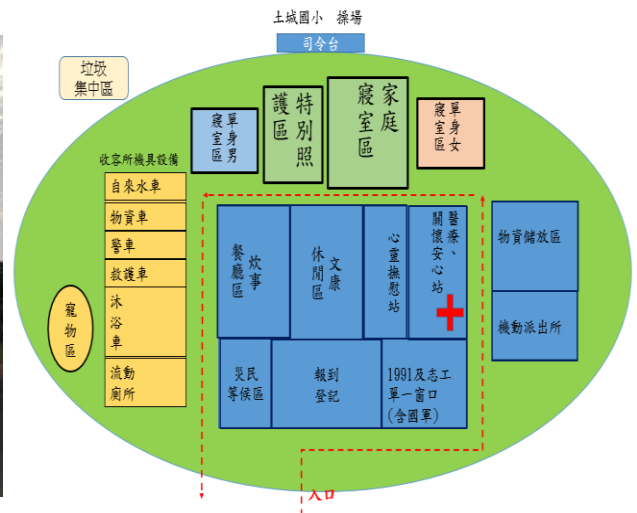 土城國小 操場
司令台
垃圾
集中區
單身男
寢室區
特別照
護區
家庭
寢室區
單身女
寢室區
收容所機具設備
自來水車
物資車
警車
救護車
沐
浴
車
流動
廁所
寵物區
炊事
餐廳區
文康
休閒區
心靈撫慰站
醫療、
關懷安心站
物資儲放區
機動派出所
災民
等候區
報到
登記
1991及志工
單一窗口
(含國軍)
入口